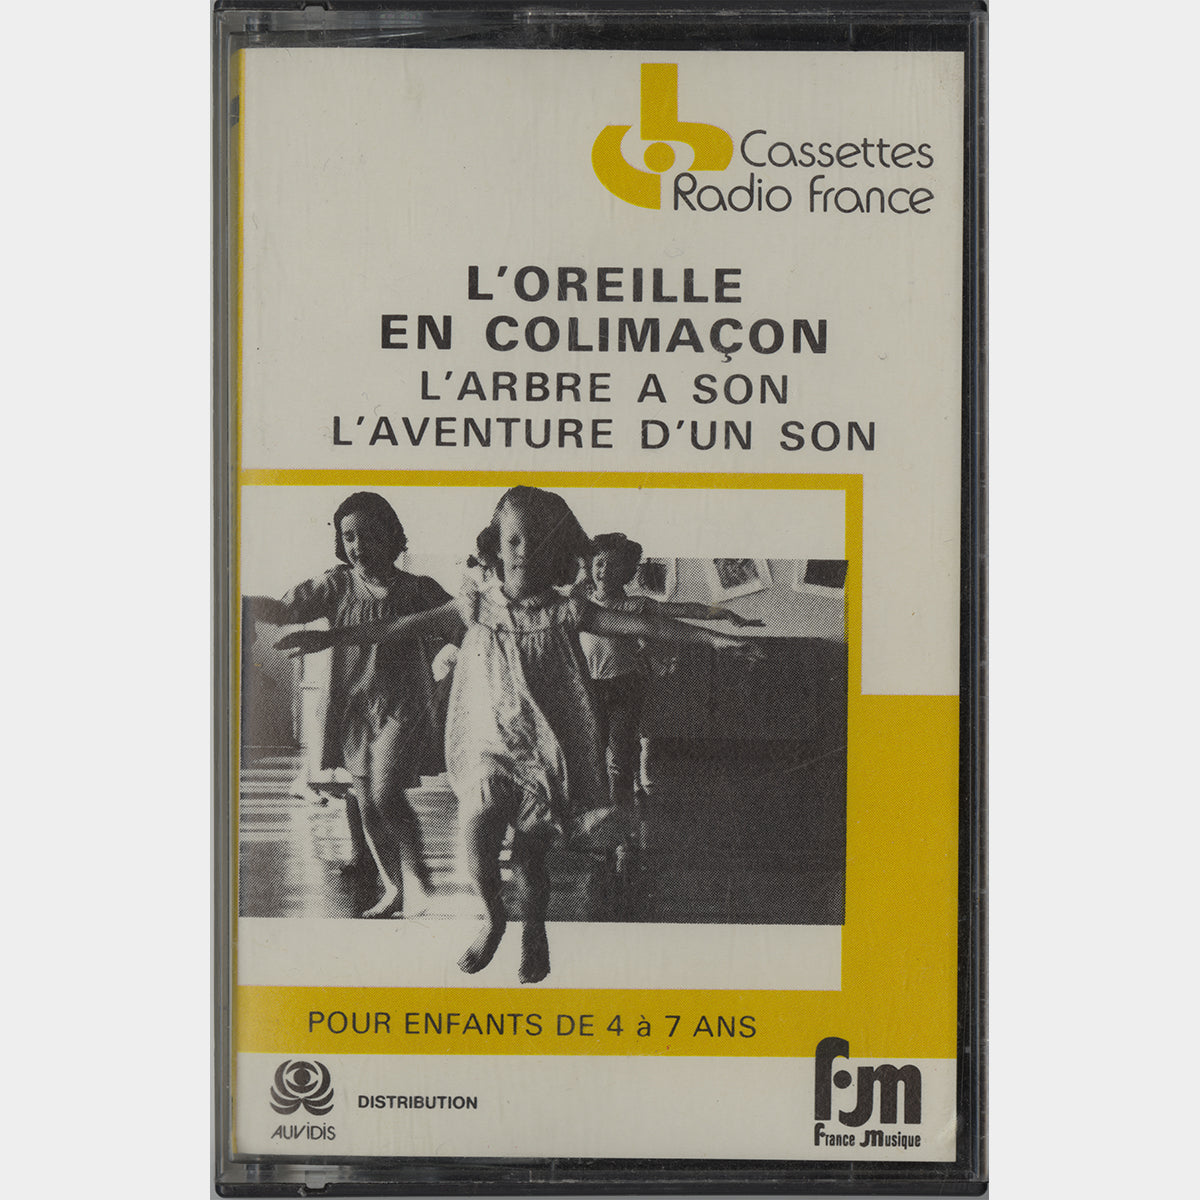 Cassettes
Radio France
L'OREILLE
EN COLIMAÇON
L'ARBRE A SON
L'AVENTURE D'UN SON
POUR ENFANTS DE 4 à 7 ANS
AUVIDIS
DISTRIBUTION
fm
France Musique